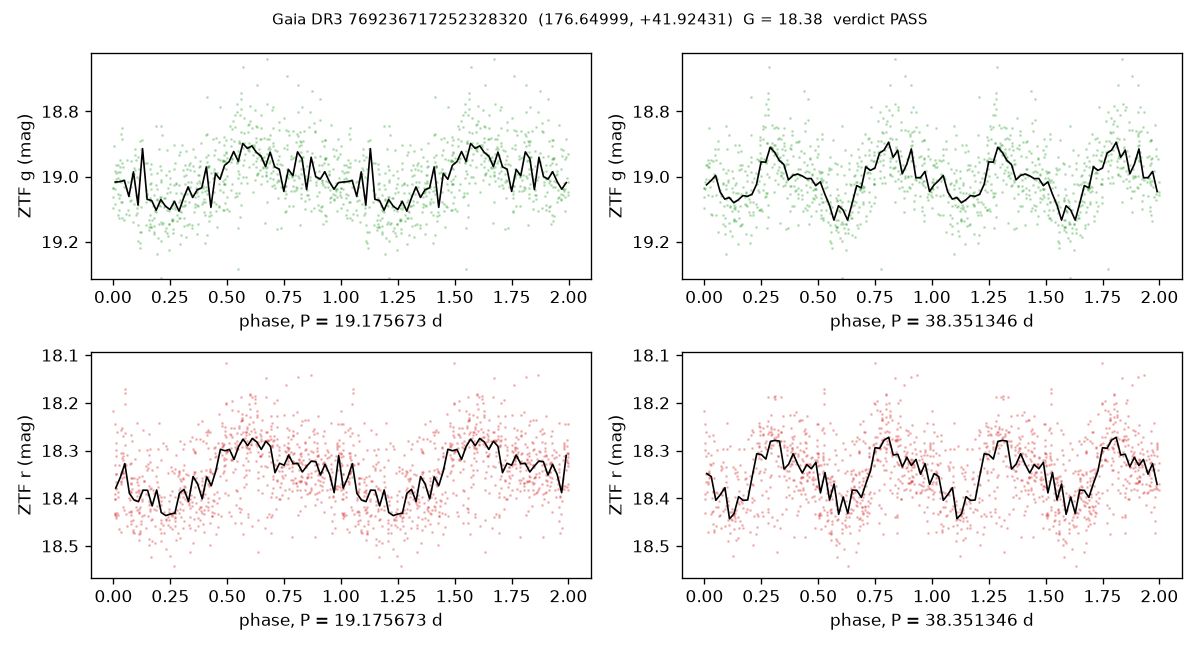 Gaia DR3 769236717252328320  (176.64999, +41.92431)  G = 18.38  verdict PASS
ZTF g (mag)
18.8
19.0
19.2
0.00 0.25 0.50 0.75 1.00 1.25 1.50 1.75 2.00
phase, P = 19.175673 d
ZTF g (mag)
18.8
19.0
19.2
0.00 0.25 0.50 0.75 1.00 1.25 1.50 1.75 2.00
phase, P = 38.351346 d
ZTF r (mag)
18.1
18.2
18.3
18.4
18.5
0.00 0.25 0.50 0.75 1.00 1.25 1.50 1.75 2.00
phase, P = 19.175673 d
ZTF r (mag)
18.1
18.2
18.3
18.4
18.5
0.00 0.25 0.50 0.75 1.00 1.25 1.50 1.75 2.00
phase, P = 38.351346 d